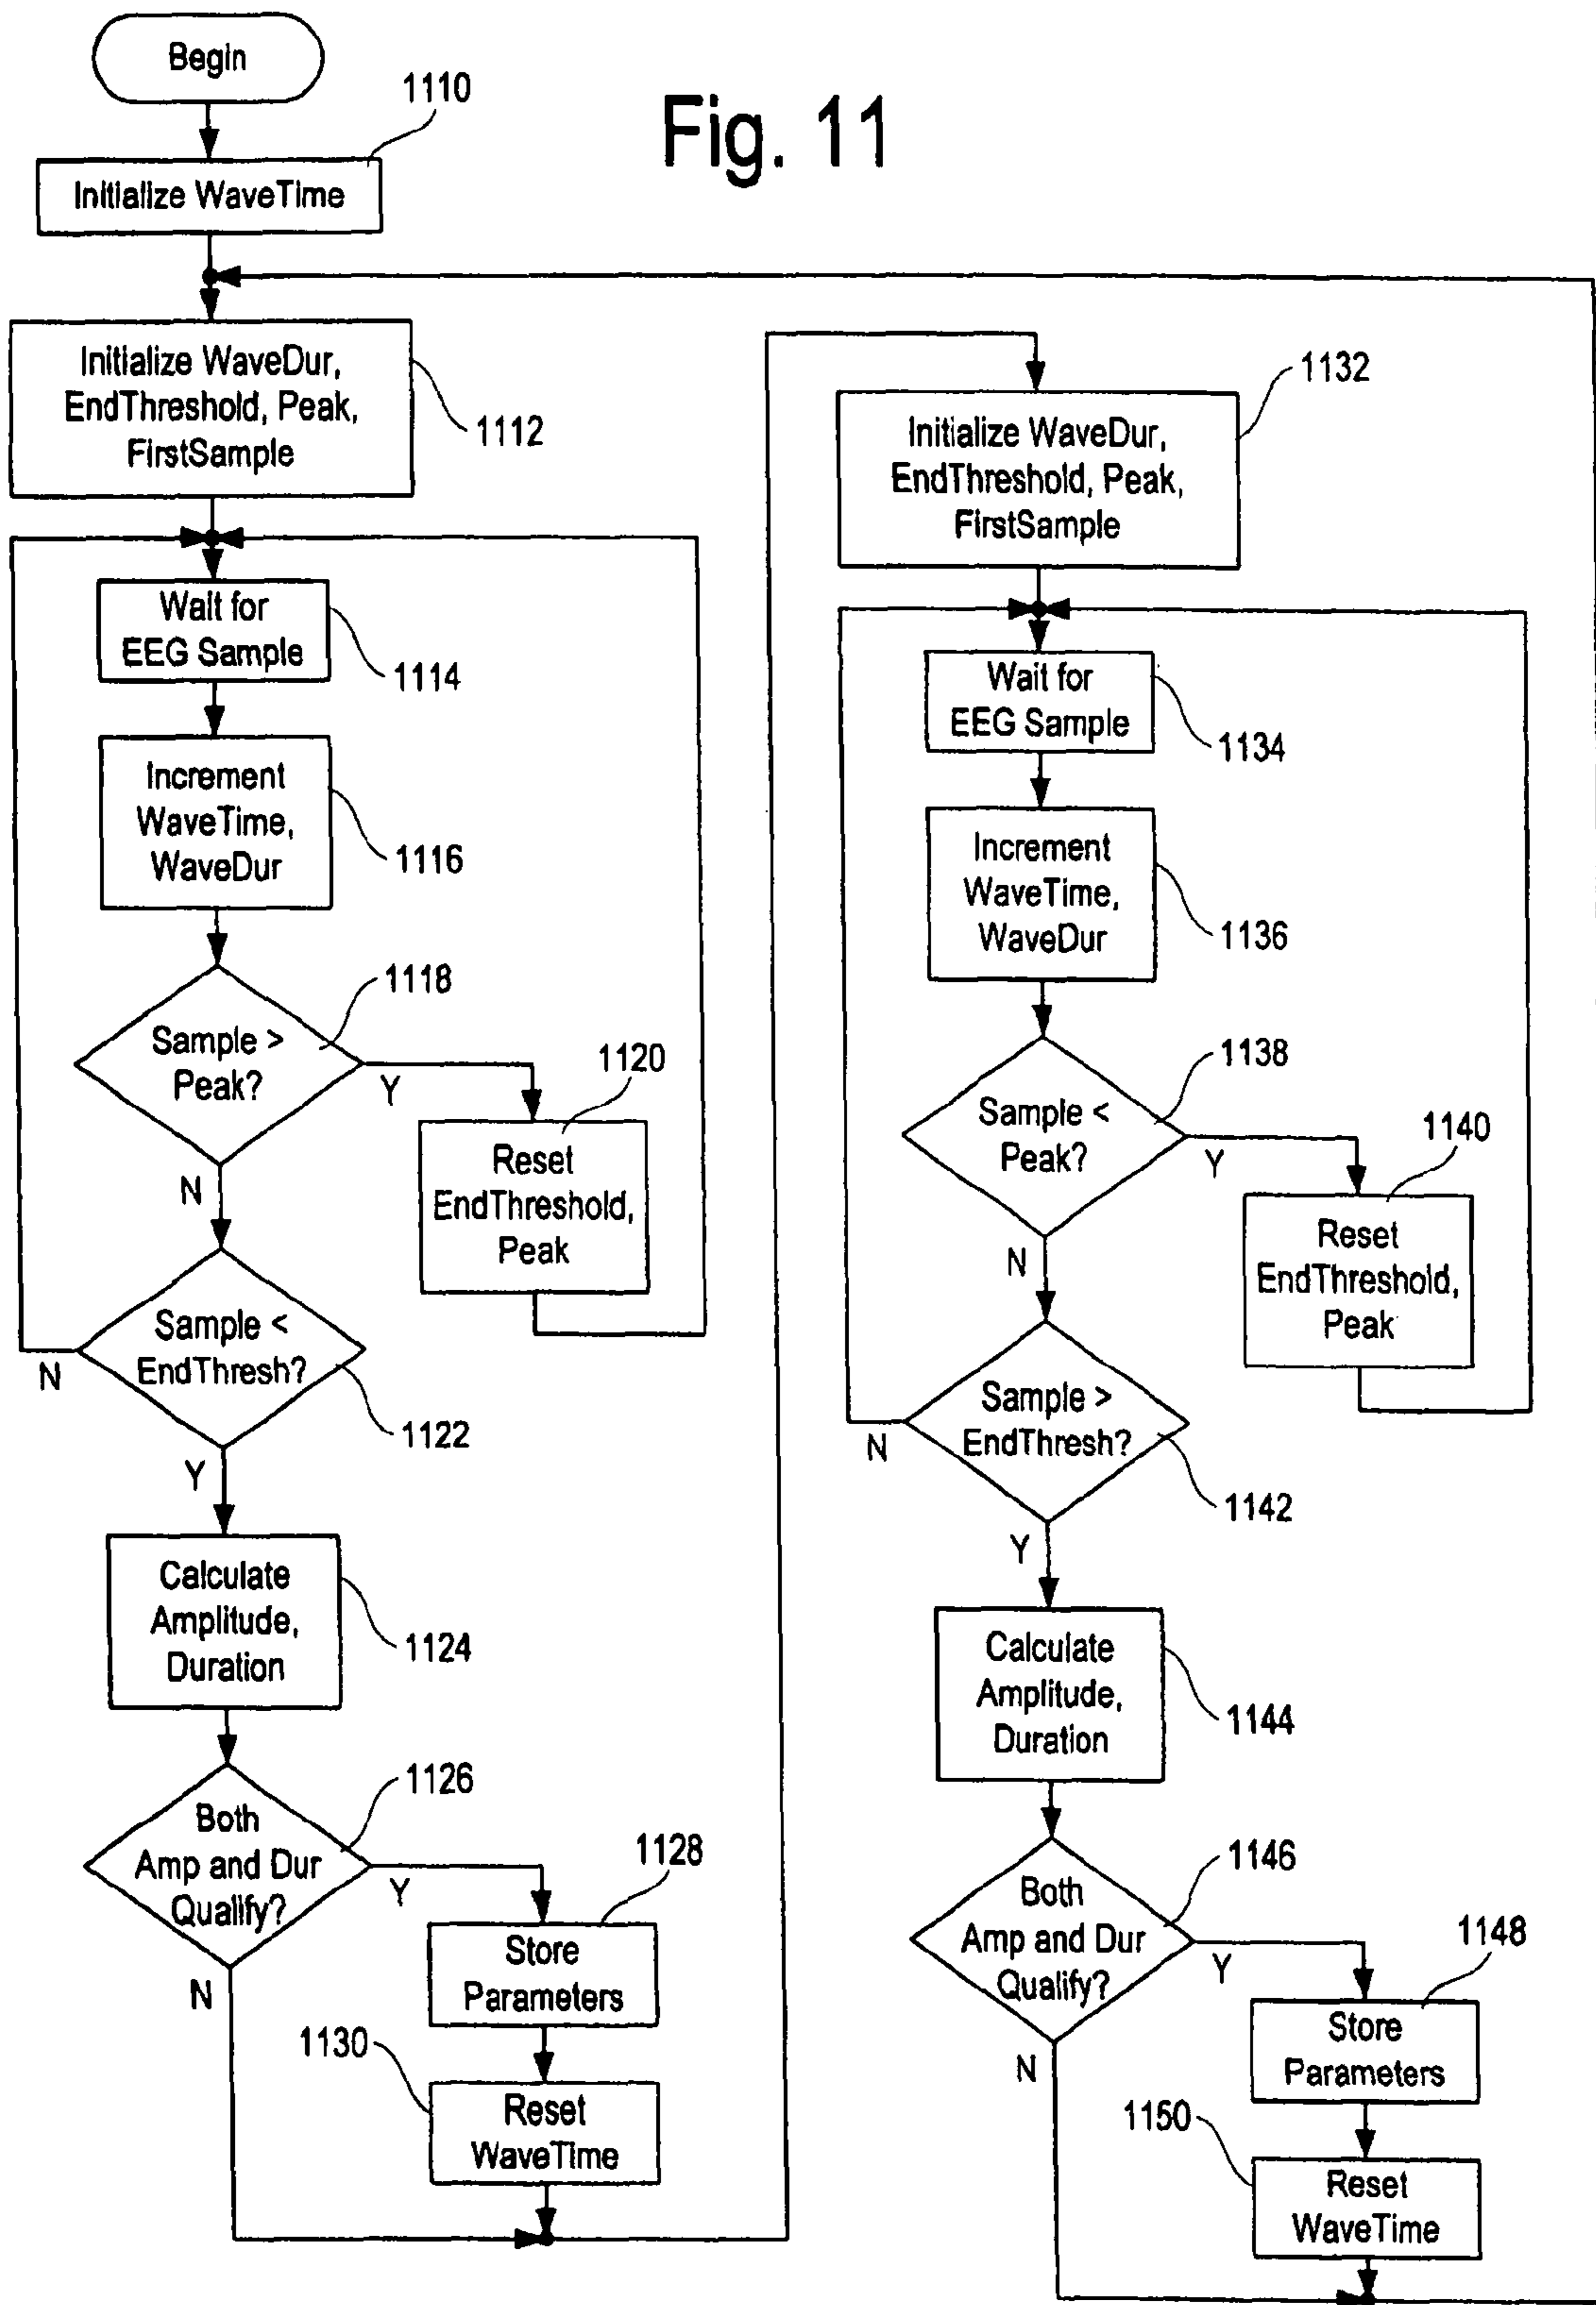 Fig. 11
Begin
1110
Initialize WaveTime
Initialize WaveDur,
EndThreshold, Peak,
FirstSample
1112
Wait for
EEG Sample
1114
Increment
WaveTime,
WaveDur
1116
Sample >
Peak?
1118
Y
N
1120
Reset
EndThreshold,
Peak
Sample <
EndThresh?
1122
N
Y
Calculate
Amplitude,
Duration
1124
Both
Amp and Dur
Qualify?
1126
Y
N
1128
Store
Parameters
1130
Reset
WaveTime
1132
Initialize WaveDur,
EndThreshold, Peak,
FirstSample
Wait for
EEG Sample
1134
Increment
WaveTime,
WaveDur
1136
Sample <
Peak?
1138
Y
N
1140
Reset
EndThreshold,
Peak
Sample >
EndThresh?
1142
N
Y
Calculate
Amplitude,
Duration
1144
Both
Amp and Dur
Qualify?
1146
Y
N
1148
Store
Parameters
1150
Reset
WaveTime